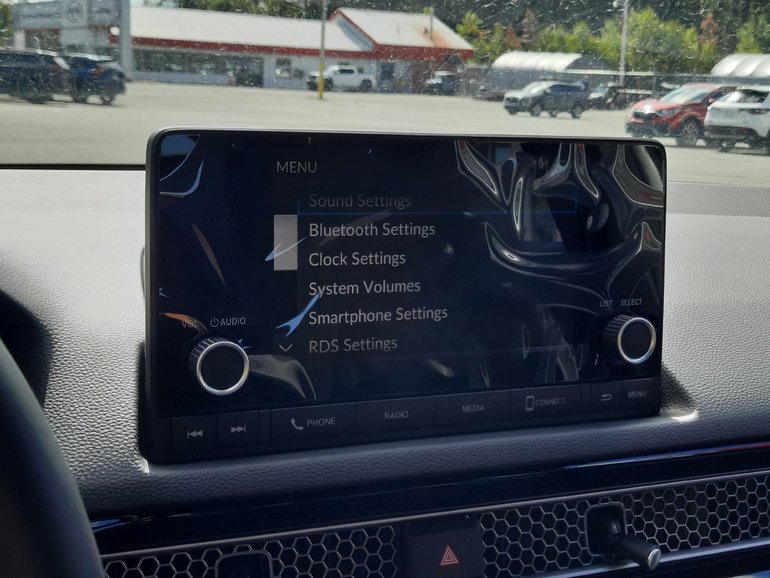 MENU
Sound Settings
Bluetooth Settings
Clock Settings
System Volumes
Smartphone Settings
RDS Settings
VOL AUDIO
LIST SELECT
PHONE
RADIO
MEDIA
CONNECT
MENU